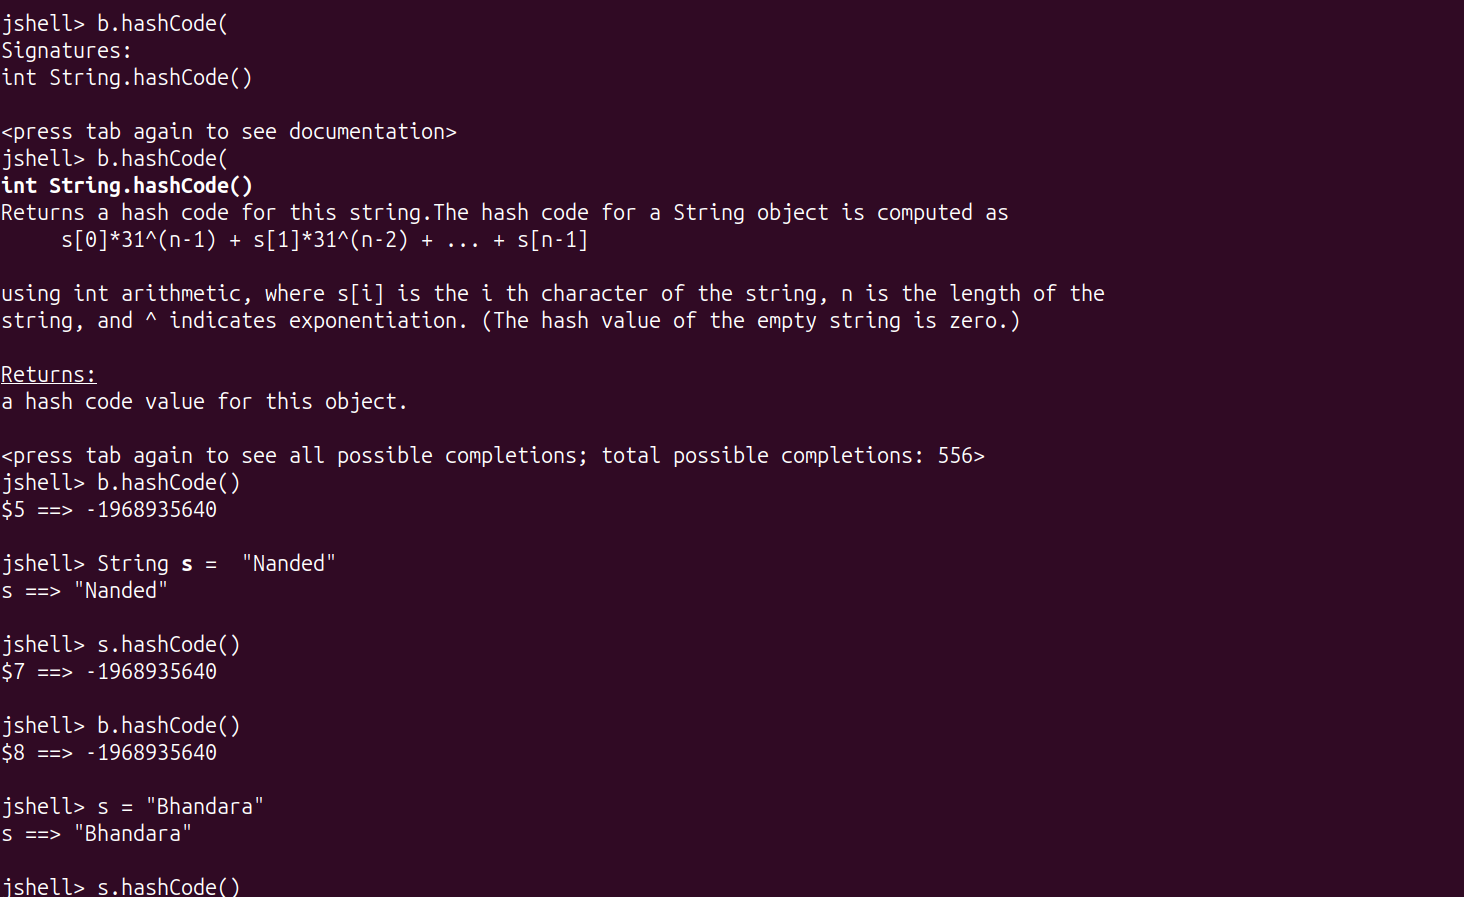 jshell> b.hashCode(
Signatures:
int String.hashCode()
<press tab again to see documentation>
jshell> b.hashCode(
int String.hashCode()
Returns a hash code for this string.The hash code for a String object is computed as
s[0]*31^(n-1) + s[1]*31^(n-2) + ... + s[n-1]
using int arithmetic, where s[i] is the i th character of the string, n is the length of the
string, and ^ indicates exponentiation. (The hash value of the empty string is zero.)
Returns:
a hash code value for this object.
<press tab again to see all possible completions; total possible completions: 556>
jshell> b.hashCode()
$5 ==> -1968935640
jshell> String s =  "Nanded"
s ==> "Nanded"
jshell> s.hashCode()
$7 ==> -1968935640
jshell> b.hashCode()
$8 ==> -1968935640
jshell> s = "Bhandara"
s ==> "Bhandara"
jshell> s.hashCode()